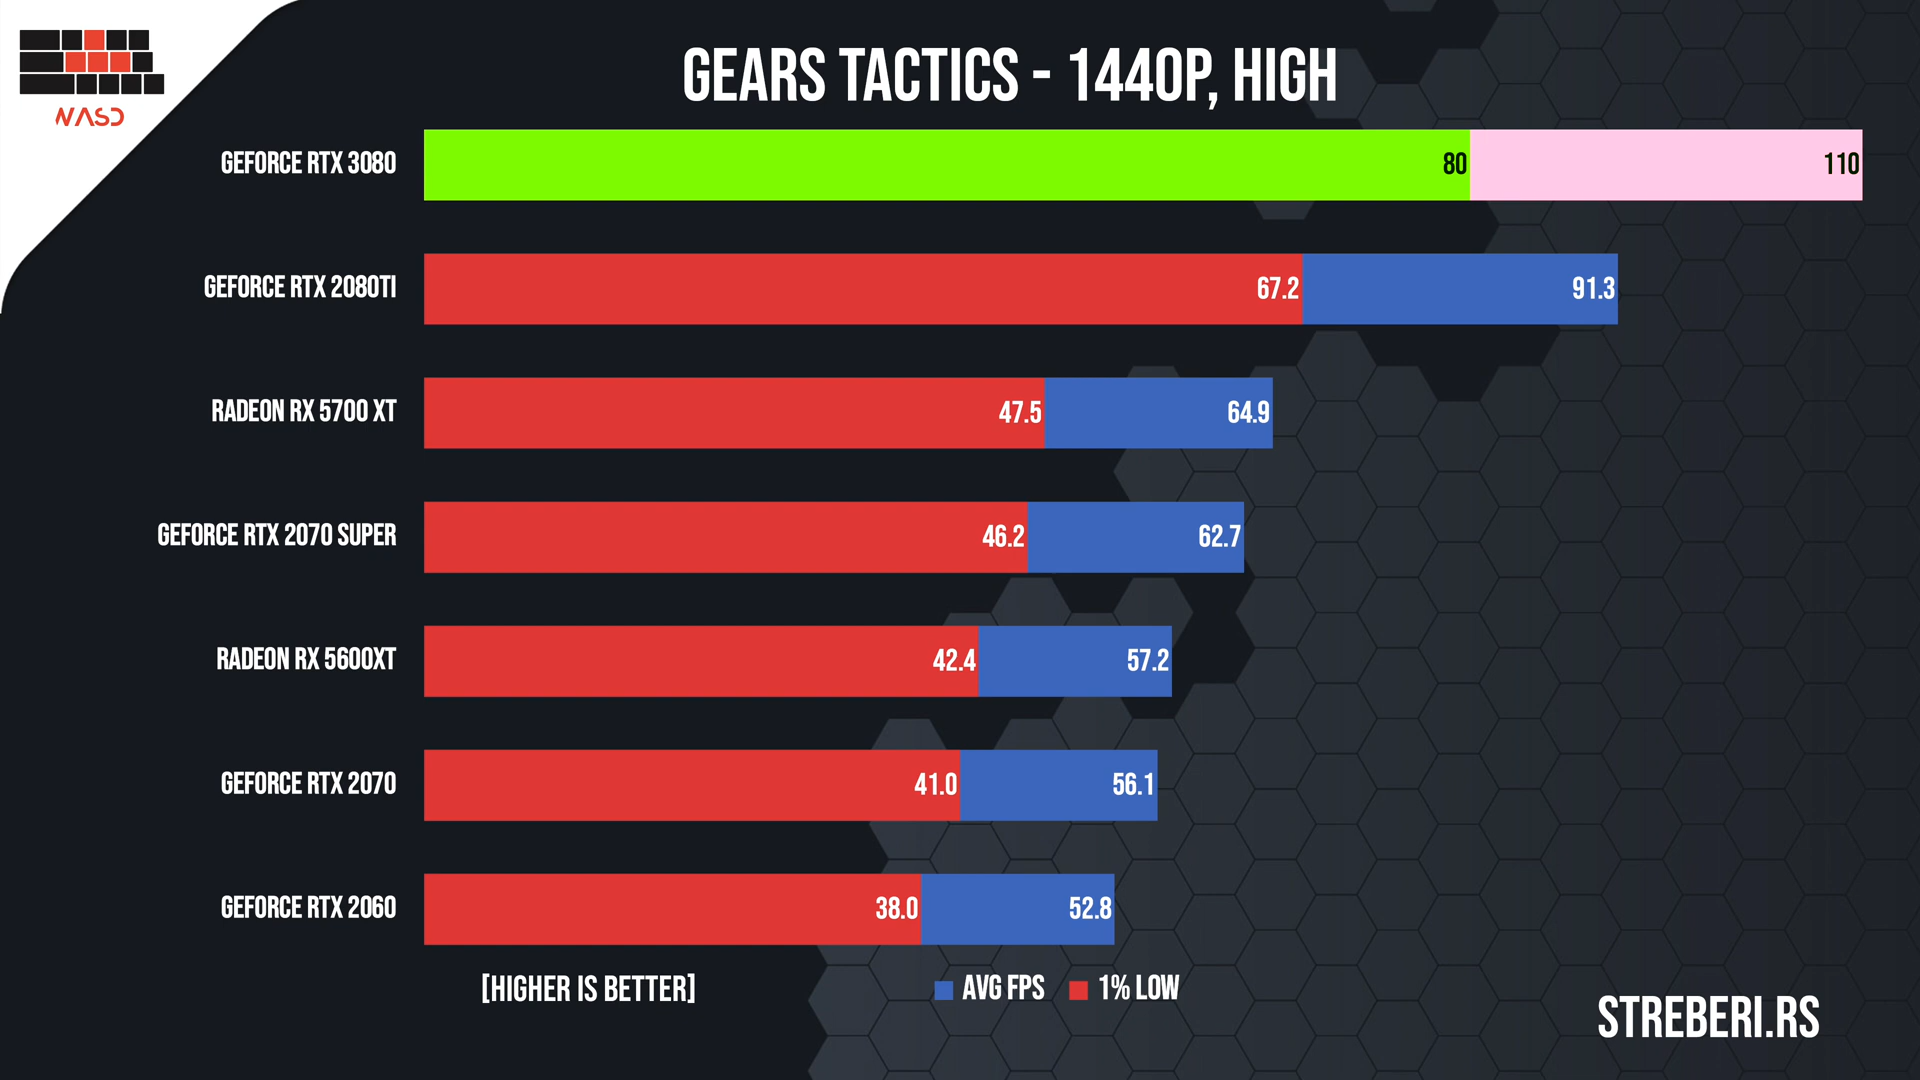 WASD
GEARS TACTICS - 1440P, HIGH
GEFORCE RTX 3080 80 110
GEFORCE RTX 2080TI 67.2 91.3
RADEON RX 5700 XT 47.5 64.9
GEFORCE RTX 2070 SUPER 46.2 62.7
RADEON RX 5600XT 42.4 57.2
GEFORCE RTX 2070 41.0 56.1
GEFORCE RTX 2060 38.0 52.8
[HIGHER IS BETTER] AVG FPS 1% LOW
STREBERI.RS